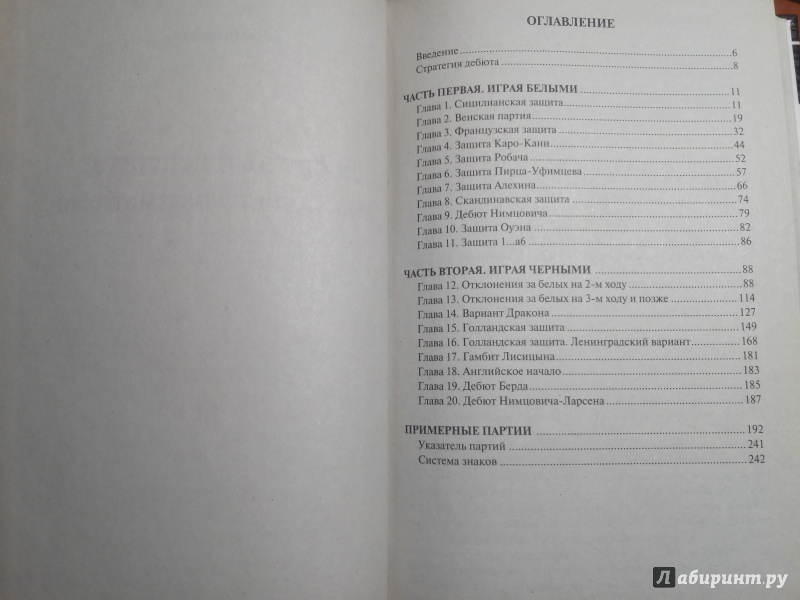 ОГЛАВЛЕНИЕ
Введение.....6
Стратегия дебюта.....8
ЧАСТЬ ПЕРВАЯ. ИГРАЯ БЕЛЫМИ.....11
Глава 1. Сицилианская защита.....11
Глава 2. Венская партия.....19
Глава 3. Французская защита.....32
Глава 4. Защита Каро-Канн.....44
Глава 5. Защита Робача.....52
Глава 6. Защита Пирца-Уфимцева.....57
Глава 7. Защита Алехина.....66
Глава 8. Скандинавская защита.....74
Глава 9. Дебют Нимцовича.....79
Глава 10. Защита Оуэна.....82
Глава 11. Защита 1...a6.....86
ЧАСТЬ ВТОРАЯ. ИГРАЯ ЧЕРНЫМИ.....88
Глава 12. Отклонения за белых на 2-м ходу.....88
Глава 13. Отклонения за белых на 3-м ходу и позже.....114
Глава 14. Вариант Дракона.....127
Глава 15. Голландская защита.....149
Глава 16. Голландская защита. Ленинградский вариант.....168
Глава 17. Гамбит Лисицына.....181
Глава 18. Английское начало.....183
Глава 19. Дебют Берда.....185
Глава 20. Дебют Нимцовича-Ларсена.....187
ПРИМЕРНЫЕ ПАРТИИ.....192
Указатель партий.....241
Система знаков.....242
Лабиринт.ру